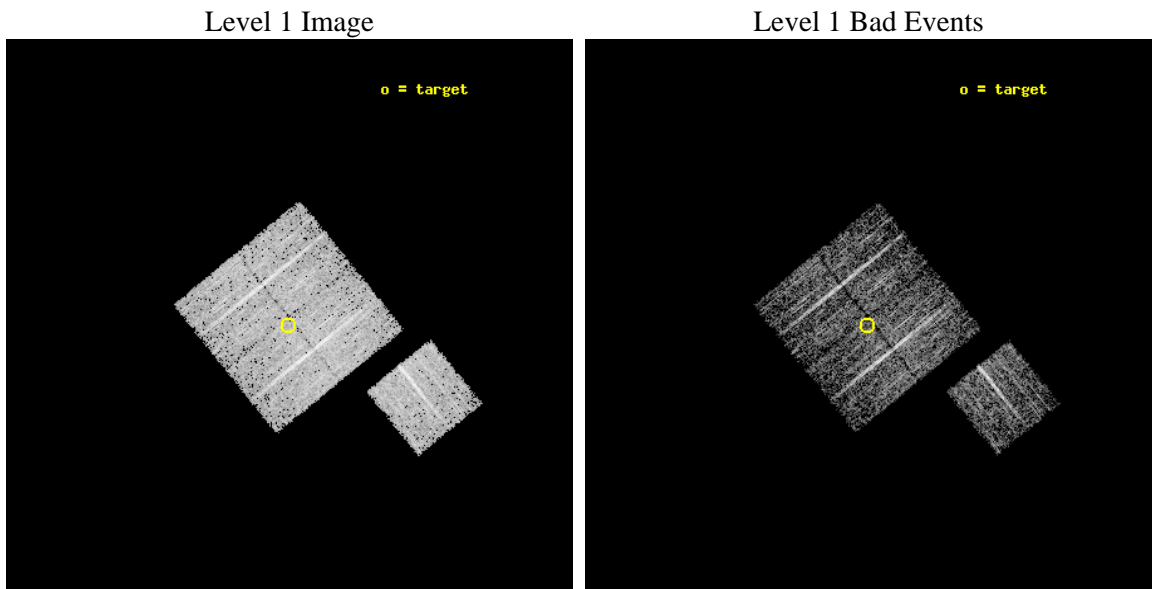 Level 1 Image
Level 1 Bad Events
o = target
o = target